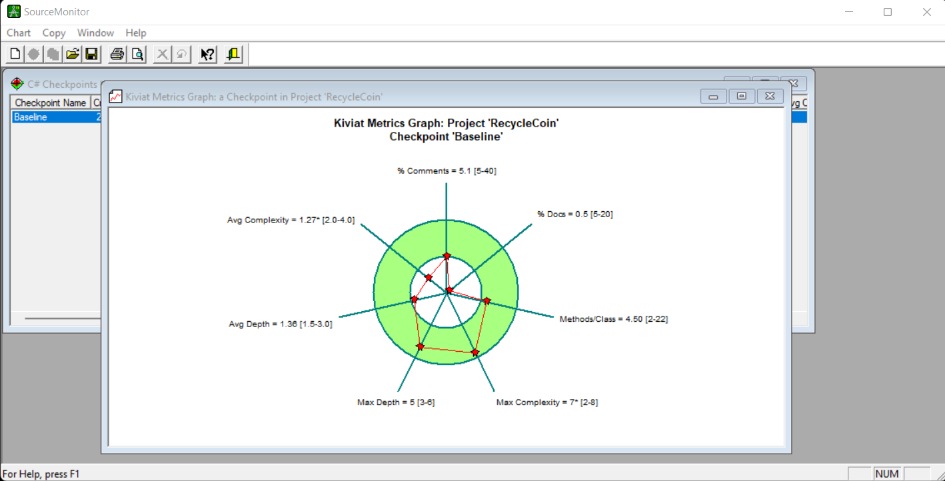 SourceMonitor
Chart Copy Window Help
C# Checkpoints
Checkpoint Name
Baseline
Kiviat Metrics Graph: a Checkpoint in Project 'RecycleCoin'
Kiviat Metrics Graph: Project 'RecycleCoin'
Checkpoint 'Baseline'
% Comments = 5.1 [5-40]
% Docs = 0.5 [5-20]
Avg Complexity = 1.27* [2.0-4.0]
Methods/Class = 4.50 [2-22]
Avg Depth = 1.36 [1.5-3.0]
Max Depth = 5 [3-6]
Max Complexity = 7* [2-8]
For Help, press F1
NUM